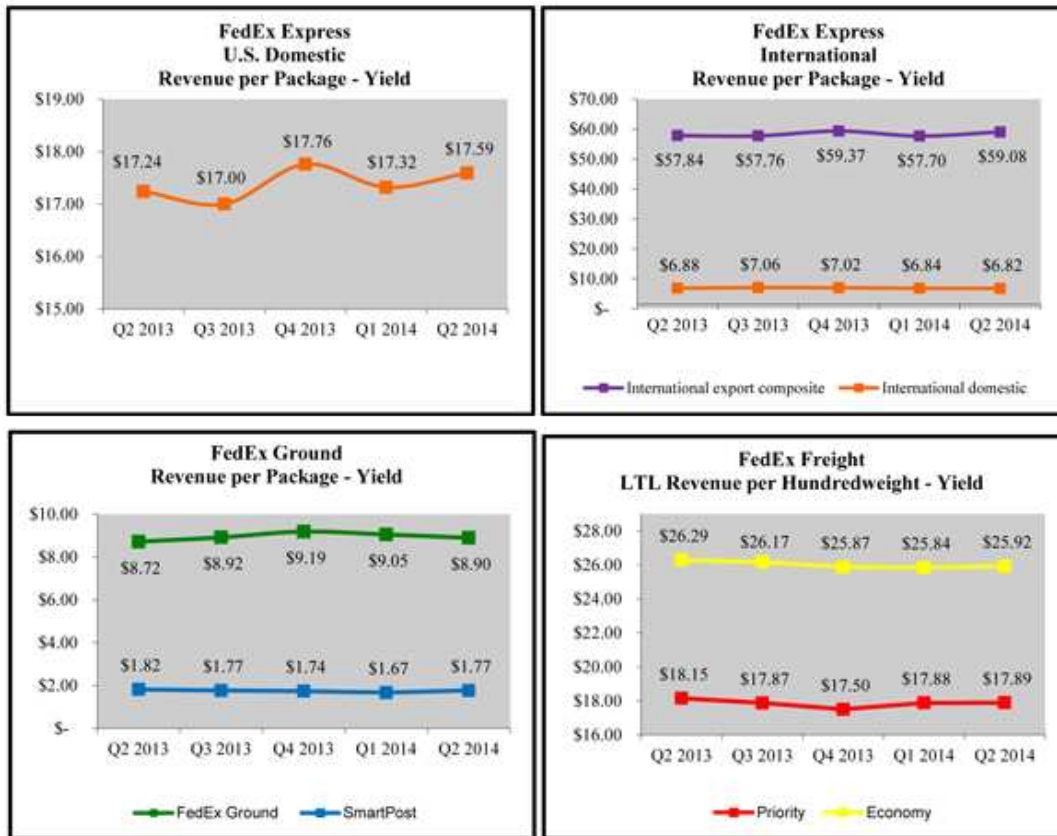 FedEx Express
U.S. Domestic
Revenue per Package - Yield
$19.00
$18.00
$17.00
$16.00
$15.00
$17.24
$17.00
$17.76
$17.32
$17.59
Q2 2013 Q3 2013 Q4 2013 Q1 2014 Q2 2014
FedEx Express
International
Revenue per Package - Yield
$70.00
$60.00
$50.00
$40.00
$30.00
$20.00
$10.00
$-
$57.84 $57.76 $59.37 $57.70 $59.08
$6.88 $7.06 $7.02 $6.84 $6.82
Q2 2013 Q3 2013 Q4 2013 Q1 2014 Q2 2014
International export composite International domestic
FedEx Ground
Revenue per Package - Yield
$10.00
$8.00
$6.00
$4.00
$2.00
$-
$8.72 $8.92 $9.19 $9.05 $8.90
$1.82 $1.77 $1.74 $1.67 $1.77
Q2 2013 Q3 2013 Q4 2013 Q1 2014 Q2 2014
FedEx Ground SmartPost
FedEx Freight
LTL Revenue per Hundredweight - Yield
$28.00
$26.00
$24.00
$22.00
$20.00
$18.00
$16.00
$26.29 $26.17 $25.87 $25.84 $25.92
$18.15 $17.87 $17.50 $17.88 $17.89
Q2 2013 Q3 2013 Q4 2013 Q1 2014 Q2 2014
Priority Economy